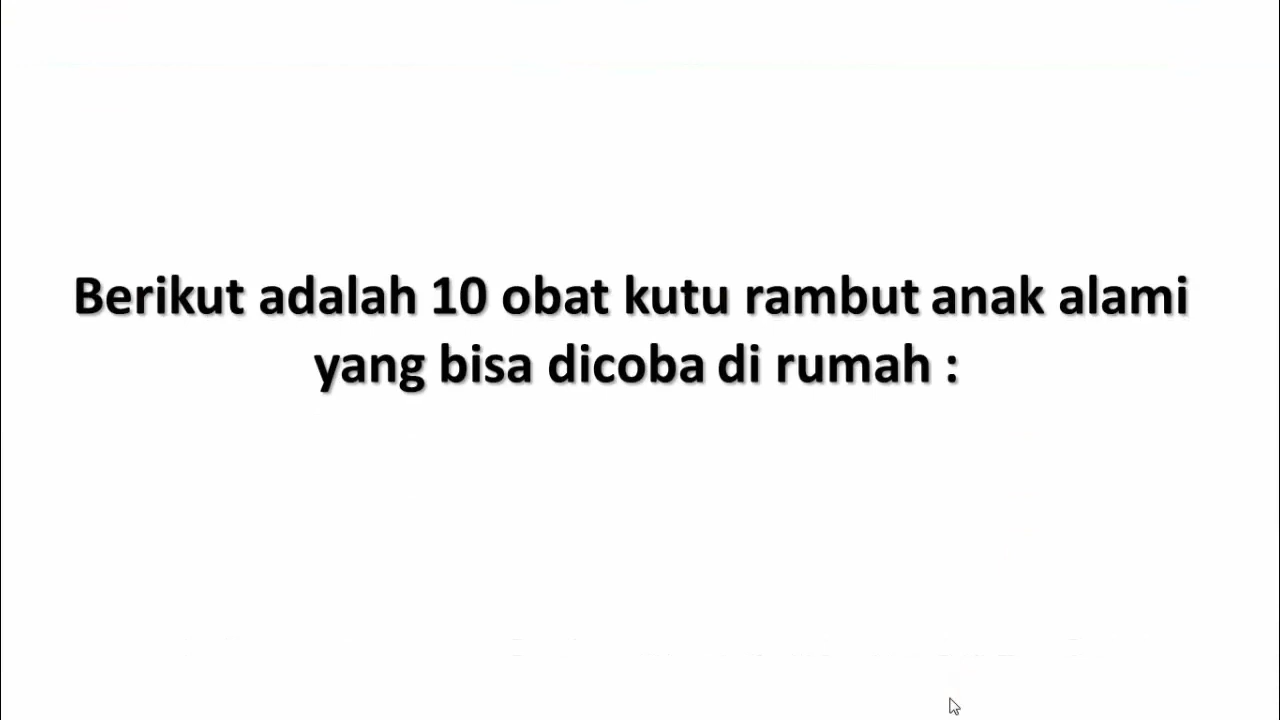 Berikut adalah 10 obat kutu rambut anak alami
yang bisa dicoba di rumah :